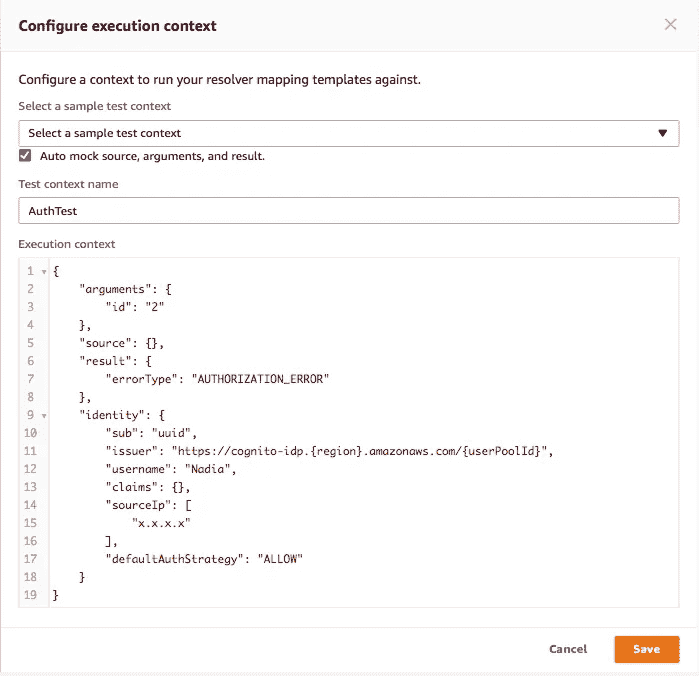 Configure execution context
Configure a context to run your resolver mapping templates against.
Select a sample test context
Select a sample test context
Auto mock source, arguments, and result.
Test context name
AuthTest
Execution context
1 {
2 "arguments": {
3 "id": "2"
4 },
5 "source": {},
6 "result": {
7 "errorType": "AUTHORIZATION_ERROR"
8 },
9 "identity": {
10 "sub": "uuid",
11 "issuer": "https://cognito-idp.{region}.amazonaws.com/{userPoolId}",
12 "username": "Nadia",
13 "claims": {},
14 "sourceIp": [
15 "x.x.x.x"
16 ],
17 "defaultAuthStrategy": "ALLOW"
18 }
19 }
Cancel Save